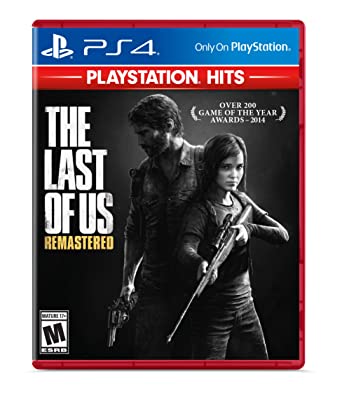 PS4
Only On PlayStation®
PLAYSTATION® HITS
OVER 200
GAME OF THE YEAR
AWARDS - 2014
THE
LAST
OF US
REMASTERED
MATURE 17+
M
ESRB